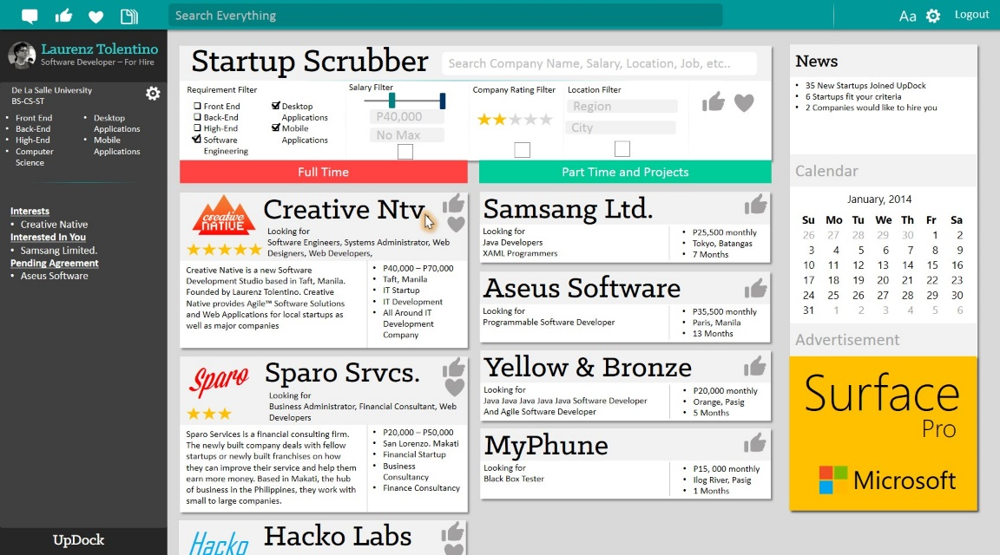 Search Everything
Aa
Logout
Laurenz Tolentino
Software Developer – For Hire
De La Salle University
BS-CS-ST
• Front End
• Back-End
• High-End
• Computer
Science
• Desktop
Applications
• Mobile
Applications
Interests
• Creative Native
Interested In You
• Samsang Limited.
Pending Agreement
• Aseus Software
UpDock
Startup Scrubber
Search Company Name, Salary, Location, Job, etc..
Requirement Filter
Front End
Back-End
High-End
Software
Engineering
Desktop
Applications
Mobile
Applications
Salary Filter
P40,000
No Max
Company Rating Filter
Location Filter
Region
City
Full Time
Creative Ntv.
creative
NATIVE
Looking for
Software Engineers, Systems Administrator, Web
Designers, Web Developers,
Creative Native is a new Software
Development Studio based in Taft, Manila.
Founded by Laurenz Tolentino. Creative
Native provides Agile™ Software Solutions
and Web Applications for local startups as
well as major companies
• P40,000 – P70,000
• Taft, Manila
• IT Startup
• IT Development
• All Around IT
Development
Company
Sparo
Sparo Srvcs.
Looking for
Business Administrator, Financial Consultant, Web
Developers
Sparo Services is a financial consulting firm.
The newly built company deals with fellow
startups or newly built franchises on how
they can improve their service and help them
earn more money. Based in Makati, the hub
of business in the Philippines, they work with
small to large companies.
• P20,000 – P50,000
• San Lorenzo. Makati
• Financial Startup
• Business
Consultancy
• Finance Consultancy
Hacko
Hacko Labs
Part Time and Projects
Samsang Ltd.
Looking for
Java Developers
XAML Programmers
• P25,500 monthly
• Tokyo, Batangas
• 7 Months
Aseus Software
Looking for
Programmable Software Developer
• P35,500 monthly
• Paris, Manila
• 13 Months
Yellow & Bronze
Looking for
Java Java Java Java Java Software Developer
And Agile Software Developer
• P20,000 monthly
• Orange, Pasig
• 5 Months
MyPhune
Looking for
Black Box Tester
• P15, 000 monthly
• Ilog River, Pasig
• 1 Months
News
• 35 New Startups Joined UpDock
• 6 Startups fit your criteria
• 2 Companies would like to hire you
Calendar
January, 2014
Su Mo Tu We Th Fr Sa
26 27 28 29 30 1 2
3 4 5 6 7 8 9
10 11 12 13 14 15 16
17 18 19 20 21 22 23
24 25 26 27 28 29 30
31 1 2 3 4 5 6
Advertisement
Surface
Pro
Microsoft